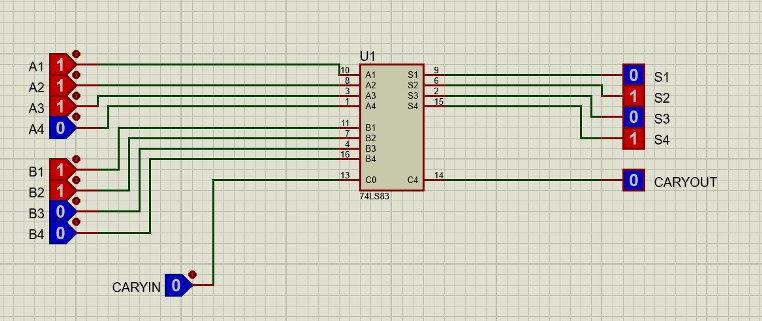 U1
A1 1 10 A1 S1 9 0 S1
A2 1 8 A2 S2 6 1 S2
A3 1 3 A3 S3 2 0 S3
A4 0 1 A4 S4 15 1 S4
B1 1 11 B1
B2 1 7 B2
B3 0 4 B3
B4 0 16 B4
13 C0 C4 14 0 CARYOUT
74LS83
CARYIN 0